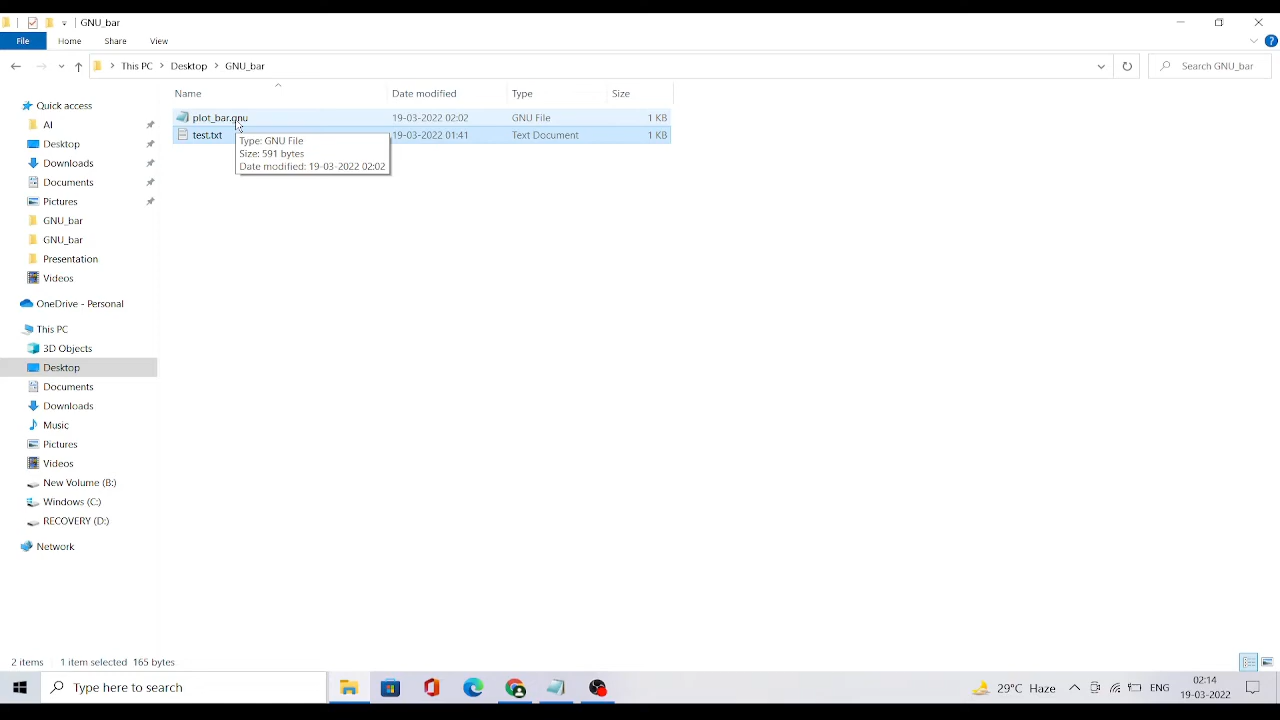 GNU_bar
File Home Share View
This PC Desktop GNU_bar Search GNU_bar
Name Date modified Type Size
plot_bar.gnu 19-03-2022 02:02 GNU File 1 KB
test.txt 19-03-2022 01:41 Text Document 1 KB
Type: GNU File
Size: 591 bytes
Date modified: 19-03-2022 02:02
Quick access
AI
Desktop
Downloads
Documents
Pictures
GNU_bar
GNU_bar
Presentation
Videos
OneDrive - Personal
This PC
3D Objects
Desktop
Documents
Downloads
Music
Pictures
Videos
New Volume (B:)
Windows (C:)
RECOVERY (D:)
Network
2 items 1 item selected 165 bytes
Type here to search
29°C Haze ENG 02:14
19-03-2022